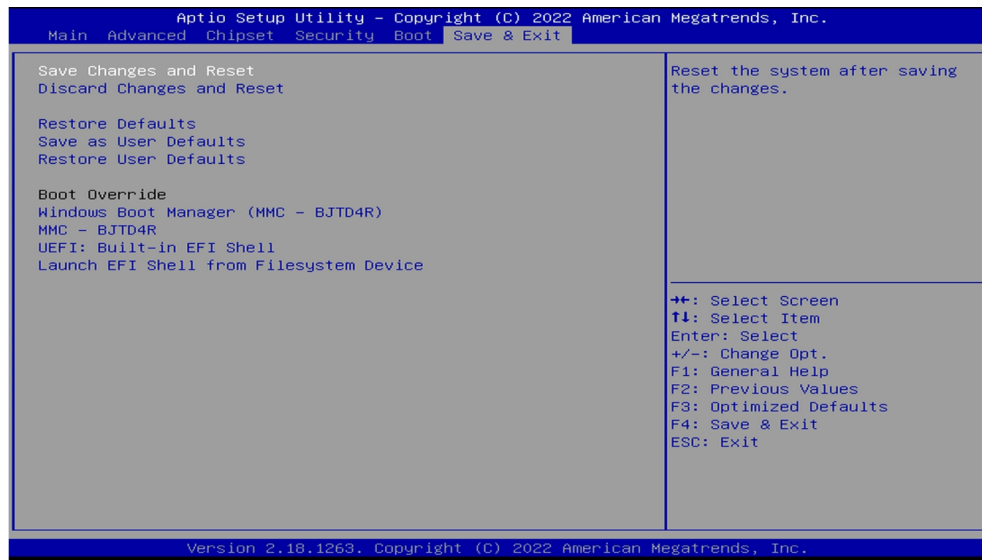 Aptio Setup Utility – Copyright (C) 2022 American Megatrends, Inc.
Main Advanced Chipset Security Boot Save & Exit
Save Changes and Reset
Discard Changes and Reset
Restore Defaults
Save as User Defaults
Restore User Defaults
Boot Override
Windows Boot Manager (MMC – BJTD4R)
MMC – BJTD4R
UEFI: Built-in EFI Shell
Launch EFI Shell from Filesystem Device
Reset the system after saving
the changes.
→←: Select Screen
↑↓: Select Item
Enter: Select
+/-: Change Opt.
F1: General Help
F2: Previous Values
F3: Optimized Defaults
F4: Save & Exit
ESC: Exit
Version 2.18.1263. Copyright (C) 2022 American Megatrends, Inc.